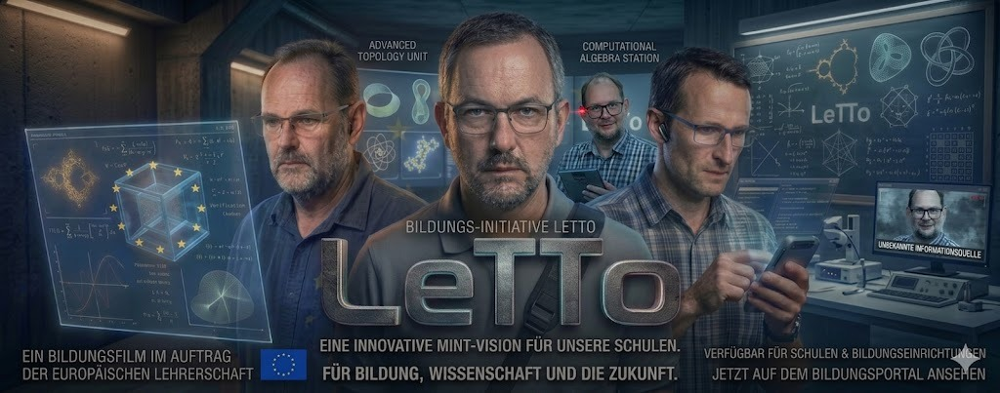 ADVANCED
TOPOLOGY UNIT
COMPUTATIONAL
ALGEBRA STATION
LeTTo
BILDUNGS-INITIATIVE LETTO
LeTTo
UNBEKANNTE INFORMATIONSQUELLE
EINE INNOVATIVE MINT-VISION FÜR UNSERE SCHULEN.
FÜR BILDUNG, WISSENSCHAFT UND DIE ZUKUNFT.
EIN BILDUNGSFILM IM AUFTRAG
DER EUROPÄISCHEN LEHRERSCHAFT
VERFÜGBAR FÜR SCHULEN & BILDUNGSEINRICHTUNGEN
JETZT AUF DEM BILDUNGSPORTAL ANSEHEN